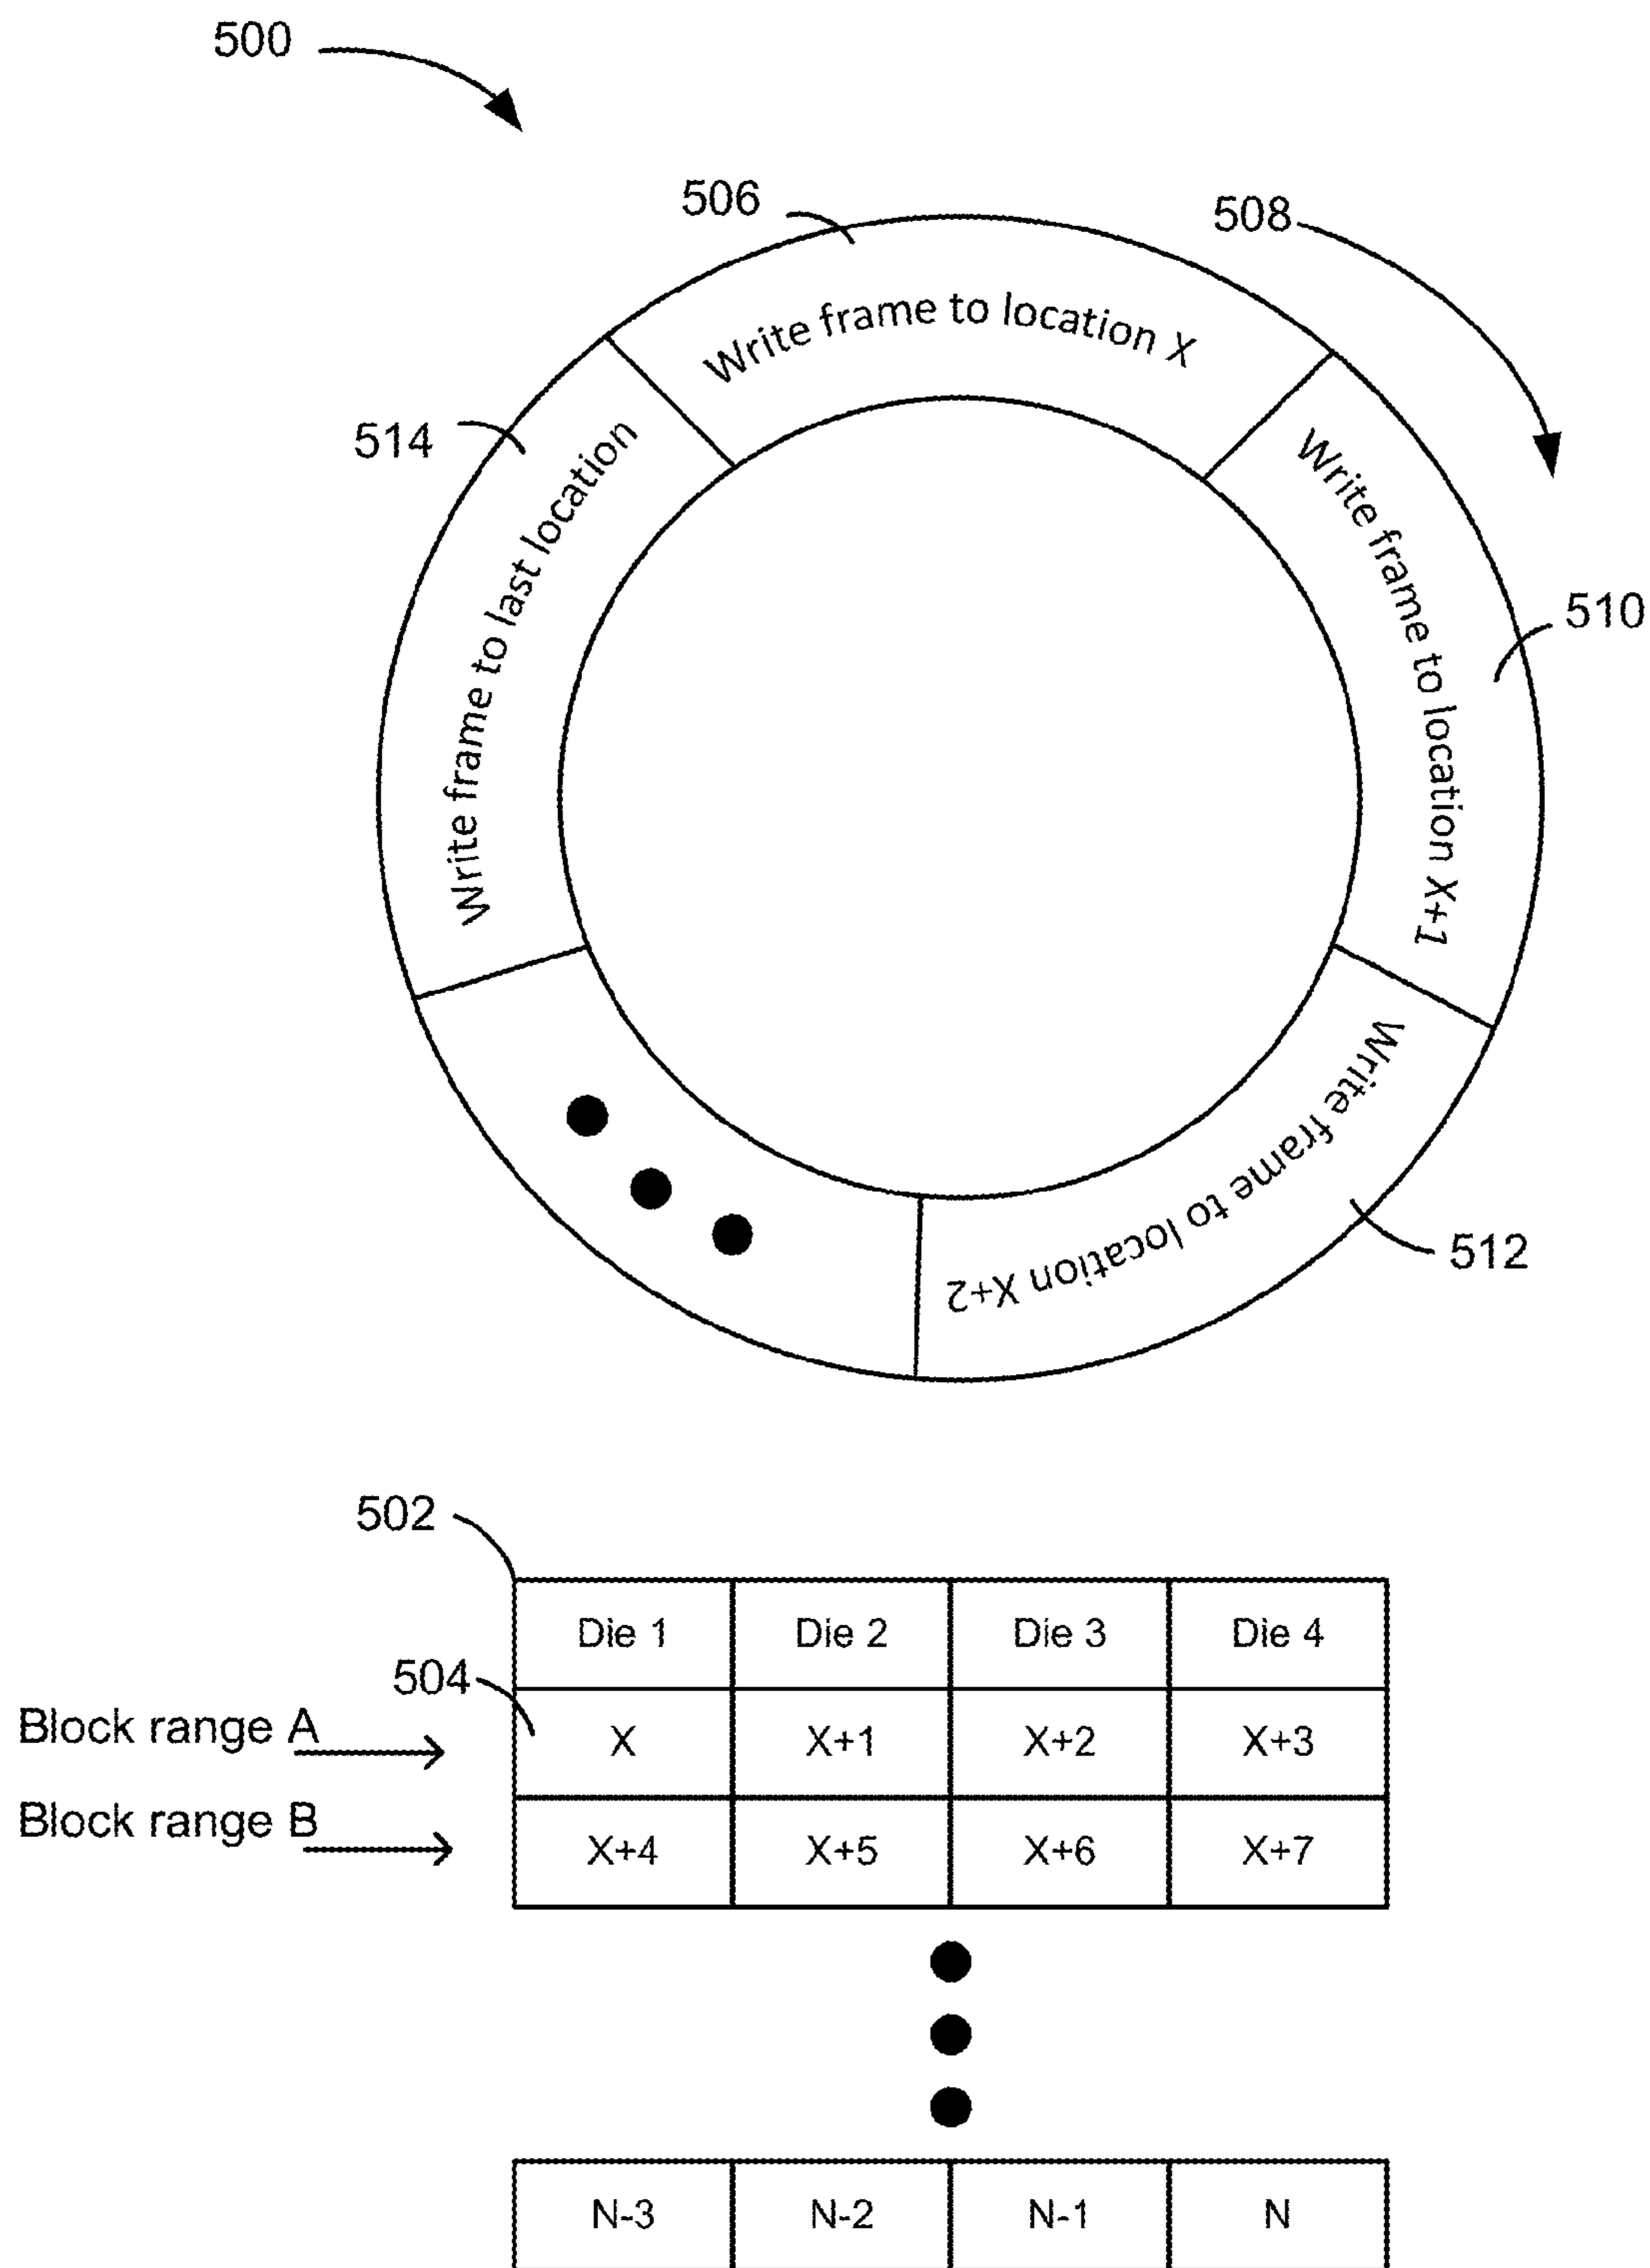 500
506
508
Write frame to location X
514
Write frame to last location
Write frame to location X+1
510
Write frame to location X+2
512
502
Die 1 Die 2 Die 3 Die 4
504
Block range A
X X+1 X+2 X+3
Block range B
X+4 X+5 X+6 X+7
N-3 N-2 N-1 N